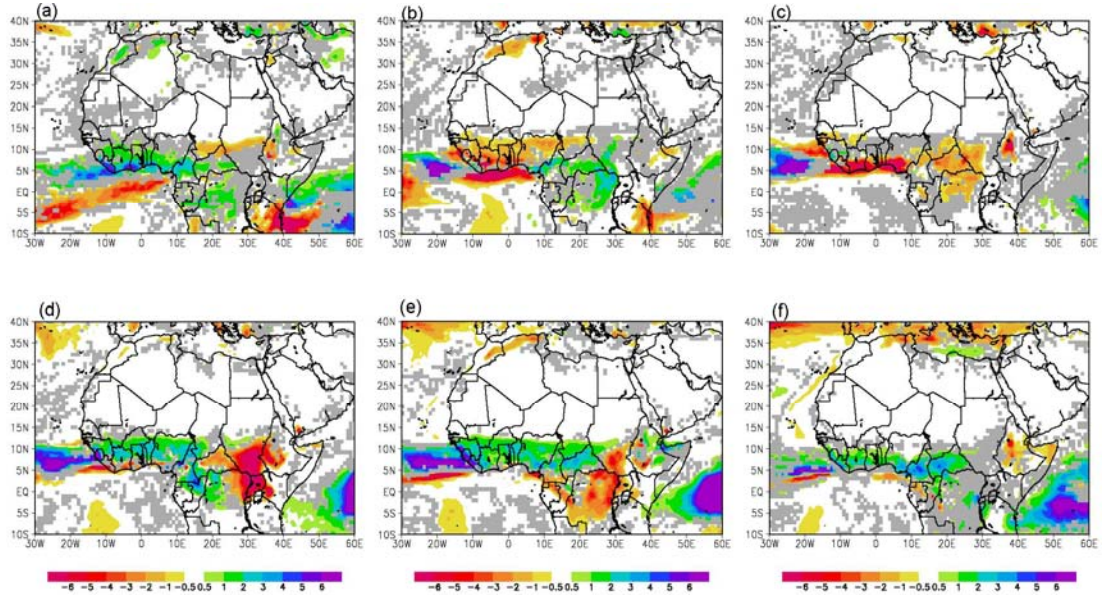 (a) (b) (c)
40N 40N 40N
35N 35N 35N
30N 30N 30N
25N 25N 25N
20N 20N 20N
15N 15N 15N
10N 10N 10N
5N 5N 5N
EQ EQ EQ
5S 5S 5S
10S 10S 10S
30W 20W 10W 0 10E 20E 30E 40E 50E 60E 30W 20W 10W 0 10E 20E 30E 40E 50E 60E 30W 20W 10W 0 10E 20E 30E 40E 50E 60E
(d) (e) (f)
40N 40N 40N
35N 35N 35N
30N 30N 30N
25N 25N 25N
20N 20N 20N
15N 15N 15N
10N 10N 10N
5N 5N 5N
EQ EQ EQ
5S 5S 5S
10S 10S 10S
30W 20W 10W 0 10E 20E 30E 40E 50E 60E 30W 20W 10W 0 10E 20E 30E 40E 50E 60E 30W 20W 10W 0 10E 20E 30E 40E 50E 60E
-6 -5 -4 -3 -2 -1 -0.5 0.5 1 2 3 4 5 6 -6 -5 -4 -3 -2 -1 -0.5 0.5 1 2 3 4 5 6 -6 -5 -4 -3 -2 -1 -0.5 0.5 1 2 3 4 5 6